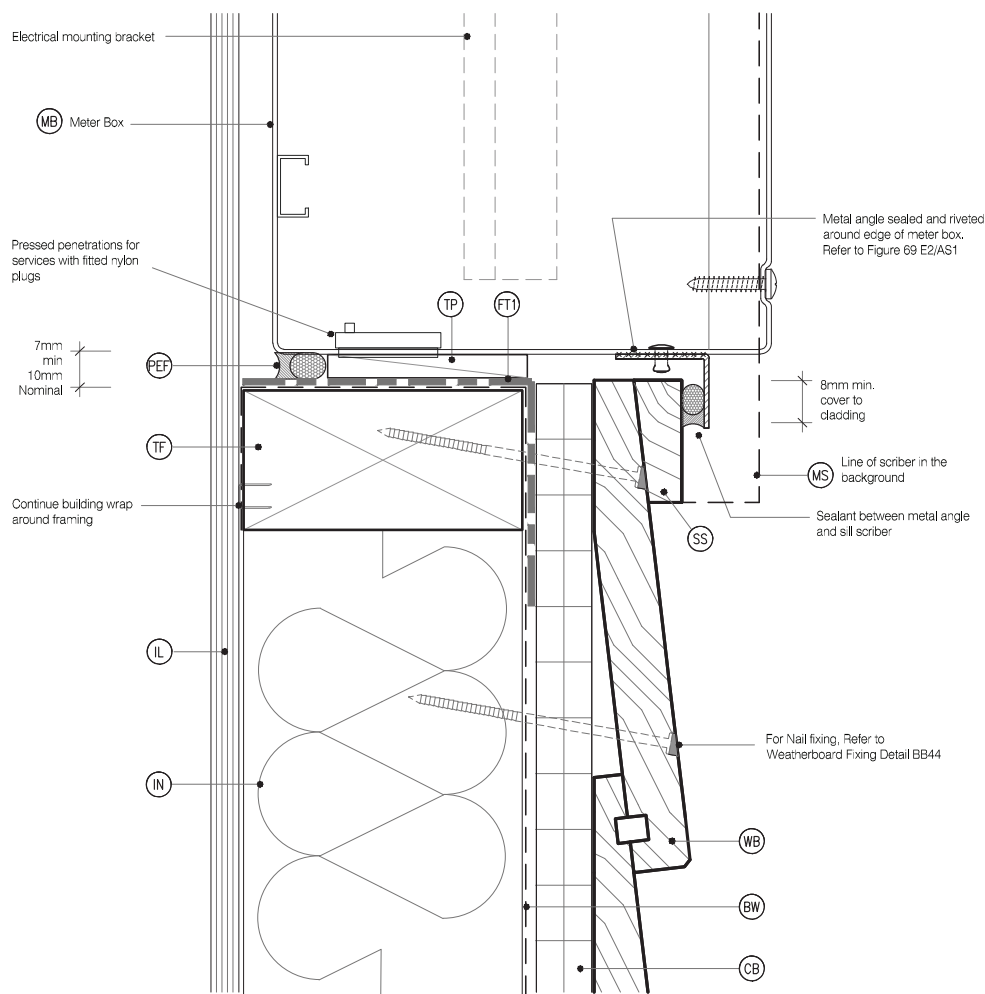 Electrical mounting bracket
MB Meter Box
Metal angle sealed and riveted
around edge of meter box.
Refer to Figure 69 E2/AS1
Pressed penetrations for
services with fitted nylon
plugs
TP
FT1
7mm
min
10mm
Nominal
PEF
8mm min.
cover to
cladding
TF
MS
Line of scriber in the
background
Continue building wrap
around framing
Sealant between metal angle
and sill scriber
SS
IL
For Nail fixing, Refer to
Weatherboard Fixing Detail BB44
IN
WB
BW
CB